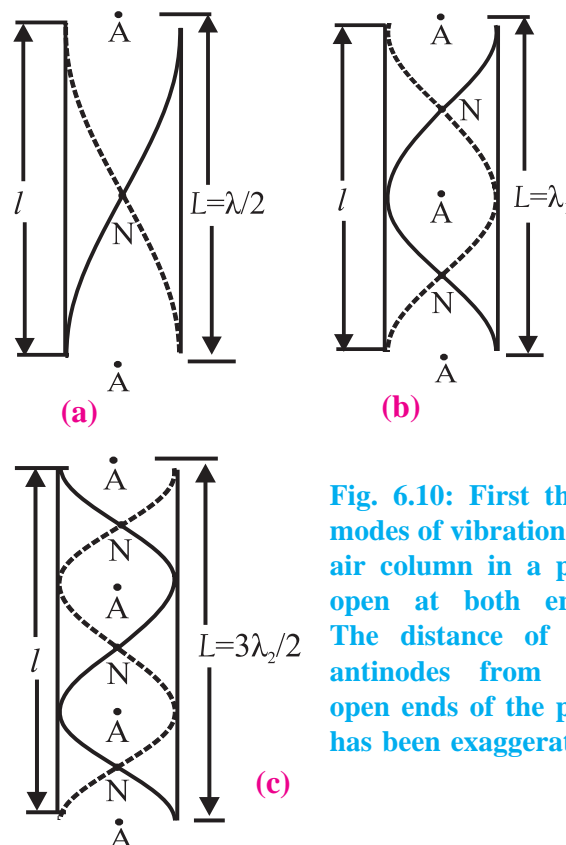 A
A
l
L=λ/2
N
A
(a)
N
l
A
L=λ
N
A
(b)
A
N
A
l
L=3λ₂/2
N
A
N
A
(c)
Fig. 6.10: First th
modes of vibration
air column in a p
open at both en
The distance of
antinodes from
open ends of the p
has been exaggerat